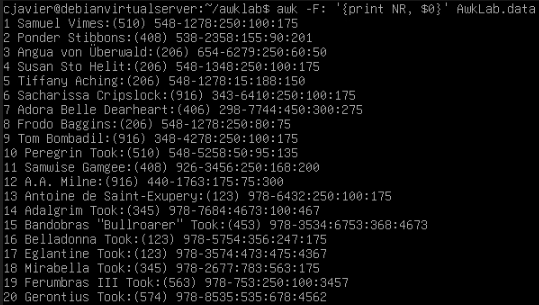 cjavier@debianvirtualserver:~/awklab$ awk -F: '{print NR, $0}' AwkLab.data
1 Samuel Vimes:(510) 548-1278:250:100:175
2 Ponder Stibbons:(408) 538-2358:155:90:201
3 Angua von Überwald:(206) 654-6279:250:60:50
4 Susan Sto Helit:(206) 548-1348:250:100:175
5 Tiffany Aching:(206) 548-1278:15:188:150
6 Sacharissa Cripslock:(916) 343-6410:250:100:175
7 Adora Belle Dearheart:(406) 298-7744:450:300:275
8 Frodo Baggins:(206) 548-1278:250:80:75
9 Tom Bombadil:(916) 348-4278:250:100:175
10 Peregrin Took:(510) 548-5258:50:95:135
11 Samwise Gamgee:(408) 926-3456:250:168:200
12 A.A. Milne:(916) 440-1763:175:75:300
13 Antoine de Saint-Exupery:(123) 978-6432:250:100:175
14 Adalgrim Took:(345) 978-7684:4673:100:467
15 Bandobras "Bullroarer" Took:(453) 978-3534:6753:368:4673
16 Belladonna Took:(123) 978-5754:356:247:175
17 Eglantine Took:(123) 978-3574:473:475:4367
18 Mirabella Took:(345) 978-2677:783:563:175
19 Ferumbras III Took:(563) 978-753:250:100:3457
20 Gerontius Took:(574) 978-8535:535:678:4562